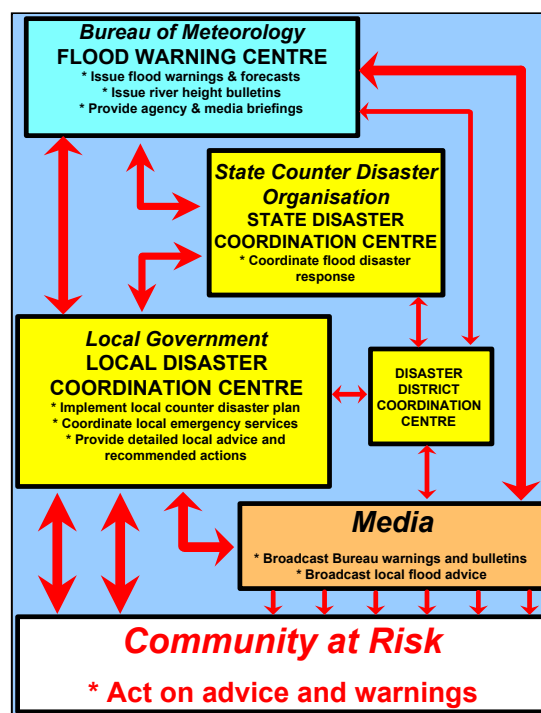 Bureau of Meteorology
FLOOD WARNING CENTRE
* Issue flood warnings & forecasts
* Issue river height bulletins
* Provide agency & media briefings
State Counter Disaster
Organisation
STATE DISASTER
COORDINATION CENTRE
* Coordinate flood disaster
response
Local Government
LOCAL DISASTER
COORDINATION CENTRE
* Implement local counter disaster plan
* Coordinate local emergency services
* Provide detailed local advice and
recommended actions
DISASTER
DISTRICT
COORDINATION
CENTRE
Media
* Broadcast Bureau warnings and bulletins
* Broadcast local flood advice
Community at Risk
* Act on advice and warnings